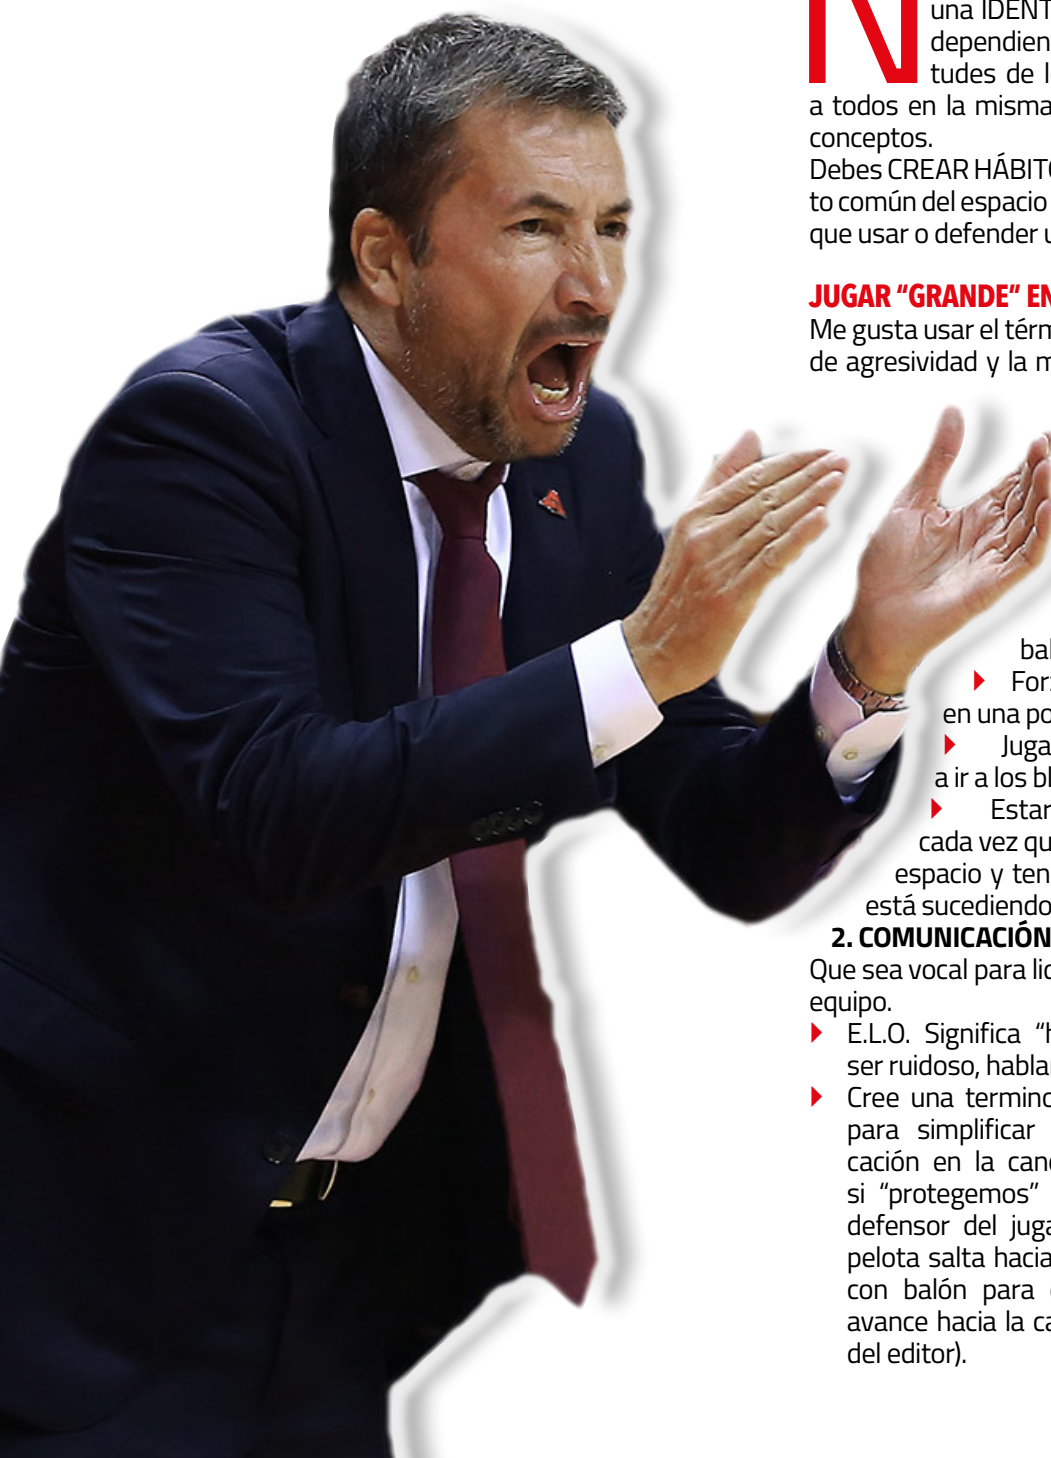 N
una IDENT
dependien
tudes de l
a todos en la misma
conceptos.
Debes CREAR HÁBITO
to común del espacio
que usar o defender u
JUGAR “GRANDE” EN
Me gusta usar el térm
de agresividad y la m
bal
Forz
en una po
Juga
a ir a los bl
Estar
cada vez qu
espacio y ten
está sucediendo
2. COMUNICACIÓN
Que sea vocal para lid
equipo.
E.L.O. Significa “h
ser ruidoso, hablar
Cree una termino
para simplificar
cación en la canc
si “protegemos”
defensor del juga
pelota salta hacia
con balón para
avance hacia la ca
del editor).